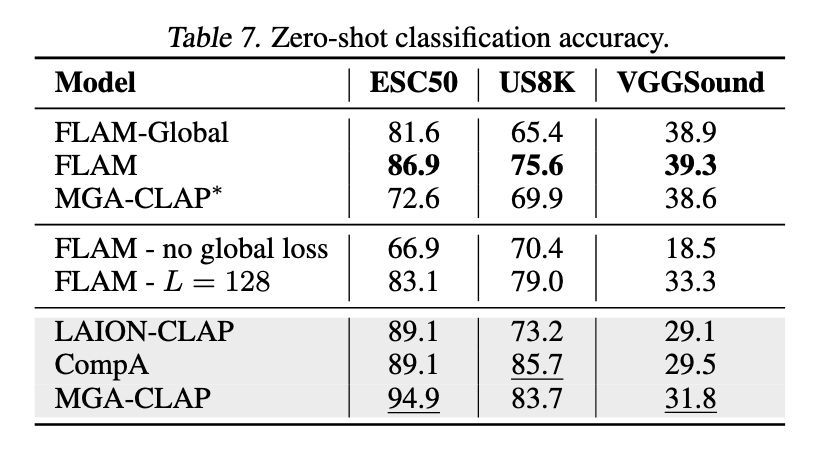 Table 7. Zero-shot classification accuracy.
Model ESC50 US8K VGGSound
FLAM-Global 81.6 65.4 38.9
FLAM 86.9 75.6 39.3
MGA-CLAP* 72.6 69.9 38.6
FLAM - no global loss 66.9 70.4 18.5
FLAM - L = 128 83.1 79.0 33.3
LAION-CLAP 89.1 73.2 29.1
CompA 89.1 85.7 29.5
MGA-CLAP 94.9 83.7 31.8